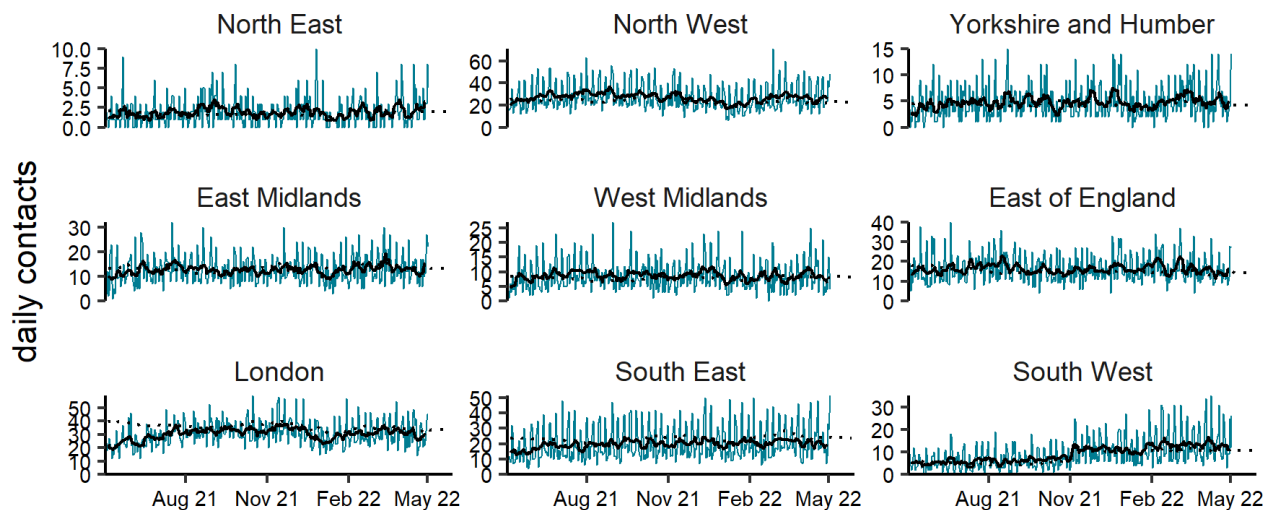 North East North West Yorkshire and Humber
10.0 7.5 5.0 2.5 0.0
60 40 20 0
15 10 5 0
daily contacts
East Midlands West Midlands East of England
30 20 10 0
25 20 15 10 5 0
40 30 20 10 0
London South East South West
50 40 30 20 10 0
50 40 30 20 10 0
30 20 10 0
Aug 21 Nov 21 Feb 22 May 22 Aug 21 Nov 21 Feb 22 May 22 Aug 21 Nov 21 Feb 22 May 22